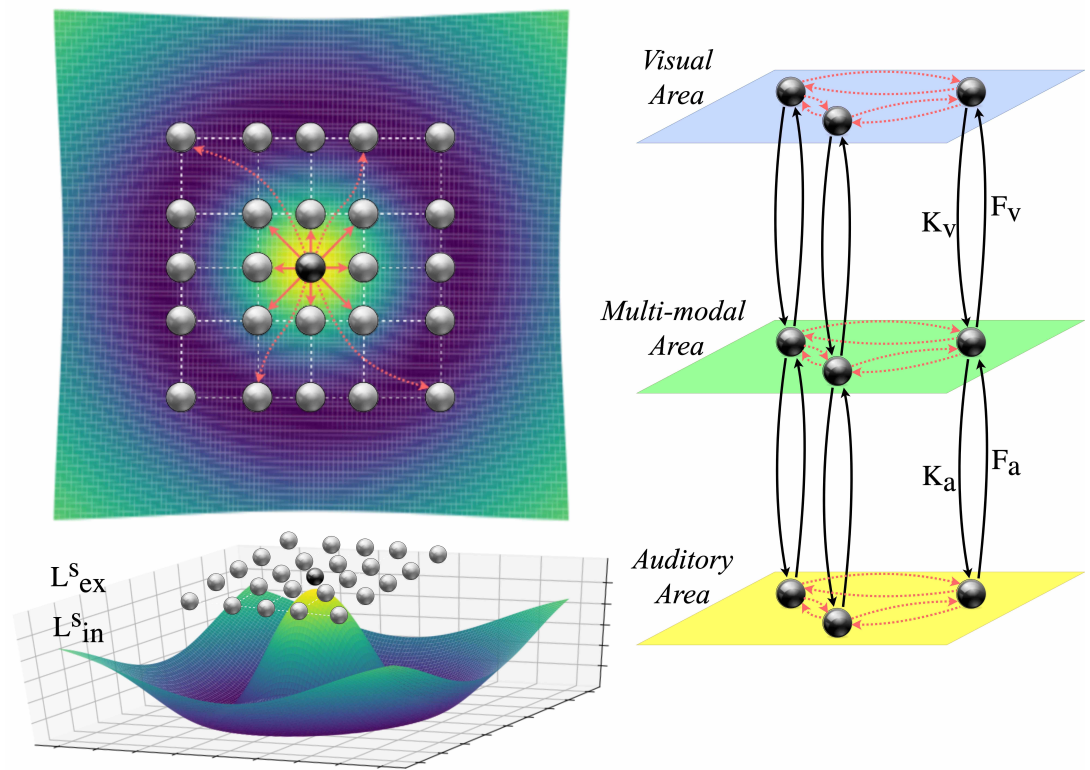 Visual
Area
Kv
Fv
Multi-modal
Area
Ka
Fa
Auditory
Area
Lsex
Lsin